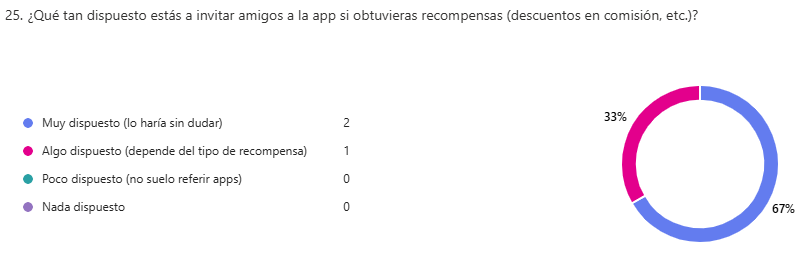 25. ¿Qué tan dispuesto estás a invitar amigos a la app si obtuvieras recompensas (descuentos en comisión, etc.)?
Muy dispuesto (lo haría sin dudar) 2
Algo dispuesto (depende del tipo de recompensa) 1
Poco dispuesto (no suelo referir apps) 0
Nada dispuesto 0
33%
67%